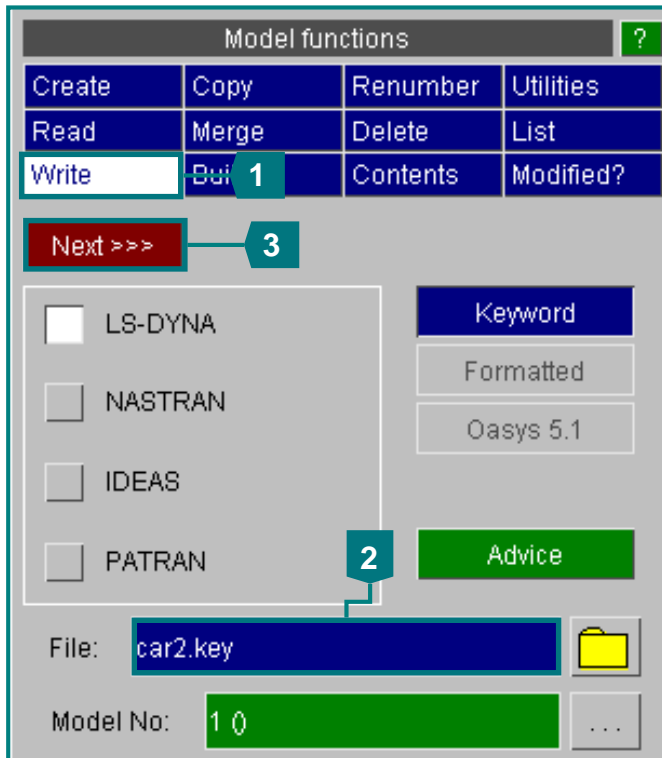 Model functions ?
Create Copy Renumber Utilities
Read Merge Delete List
Write 1 Contents Modified?
Next >>> 3
LS-DYNA Keyword
NASTRAN Formatted
Oasys 5.1
IDEAS
PATRAN 2 Advice
File: car2.key
Model No: 1 () ...